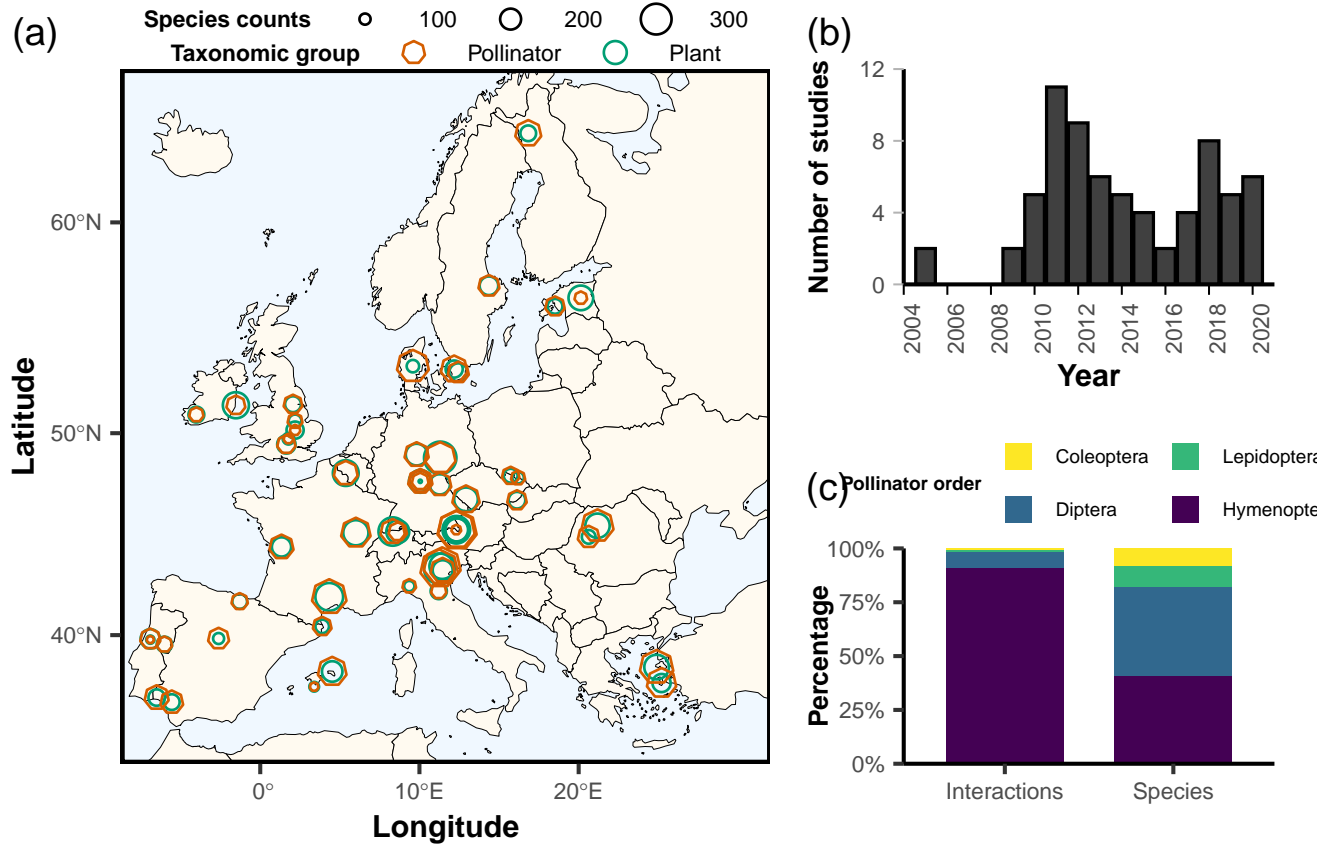 (a)
Species counts 100 200 300
Taxonomic group Pollinator Plant
Latitude
60°N
50°N
40°N
0° 10°E 20°E
Longitude
(b)
Number of studies
12
8
4
0
2004 2006 2008 2010 2012 2014 2016 2018 2020
Year
(c)
Pollinator order
Coleoptera Lepidoptera
Diptera Hymenopte
Percentage
100%
75%
50%
25%
0%
Interactions Species